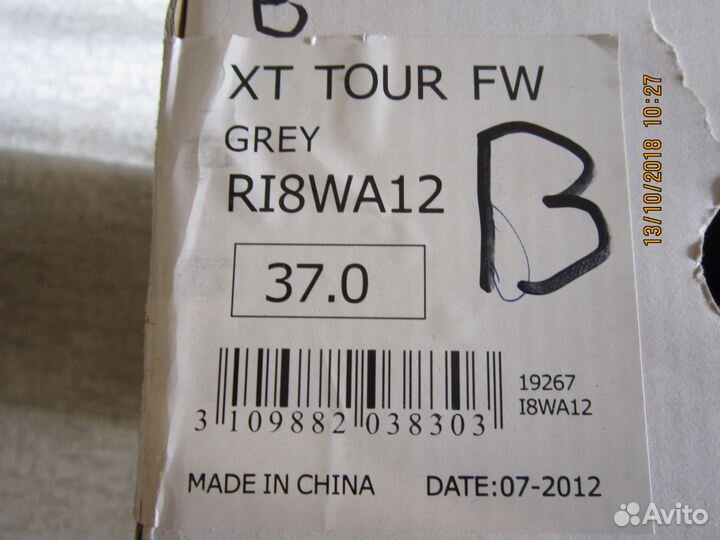 B
XT TOUR FW
GREY
RI8WA12
B
37.0
19267
I8WA12
3 109882 038303
MADE IN CHINA DATE:07-2012
13/10/2018 10:27
Avito